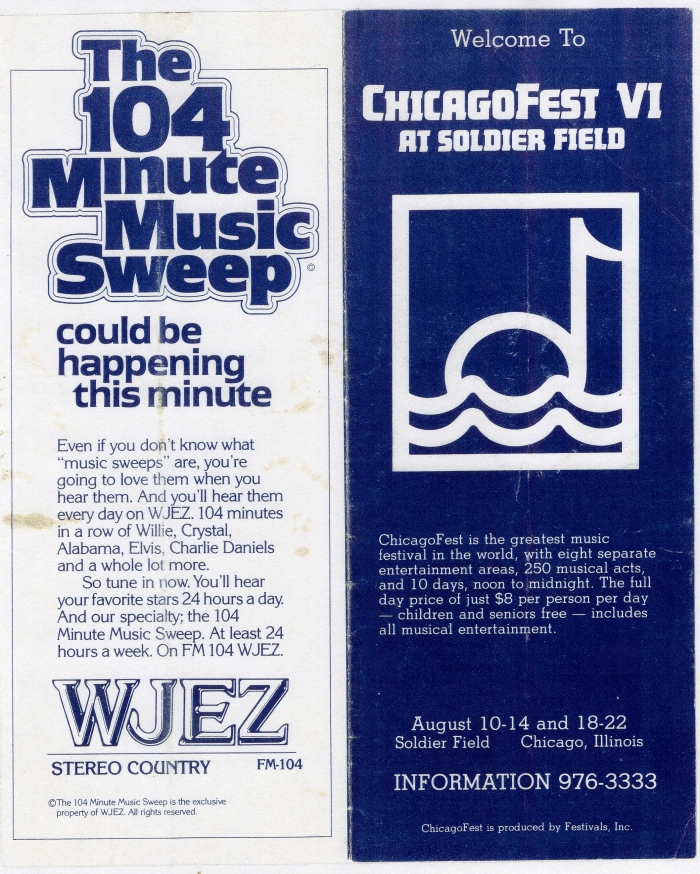 The
104
Minute
Music
Sweep
©
could be
happening
this minute
Even if you don't know what
“music sweeps” are, you're
going to love them when you
hear them. And you'll hear them
every day on WJEZ. 104 minutes
in a row of Willie, Crystal,
Alabama, Elvis, Charlie Daniels
and a whole lot more.
So tune in now. You'll hear
your favorite stars 24 hours a day.
And our specialty; the 104
Minute Music Sweep. At least 24
hours a week. On FM 104 WJEZ.
WJEZ
STEREO COUNTRY FM-104
©The 104 Minute Music Sweep is the exclusive
property of WJEZ. All rights reserved.
Welcome To
CHICAGOFEST VI
AT SOLDIER FIELD
ChicagoFest is the greatest music
festival in the world, with eight separate
entertainment areas, 250 musical acts,
and 10 days, noon to midnight. The full
day price of just $8 per person per day
— children and seniors free — includes
all musical entertainment.
August 10-14 and 18-22
Soldier Field Chicago, Illinois
INFORMATION 976-3333
ChicagoFest is produced by Festivals, Inc.